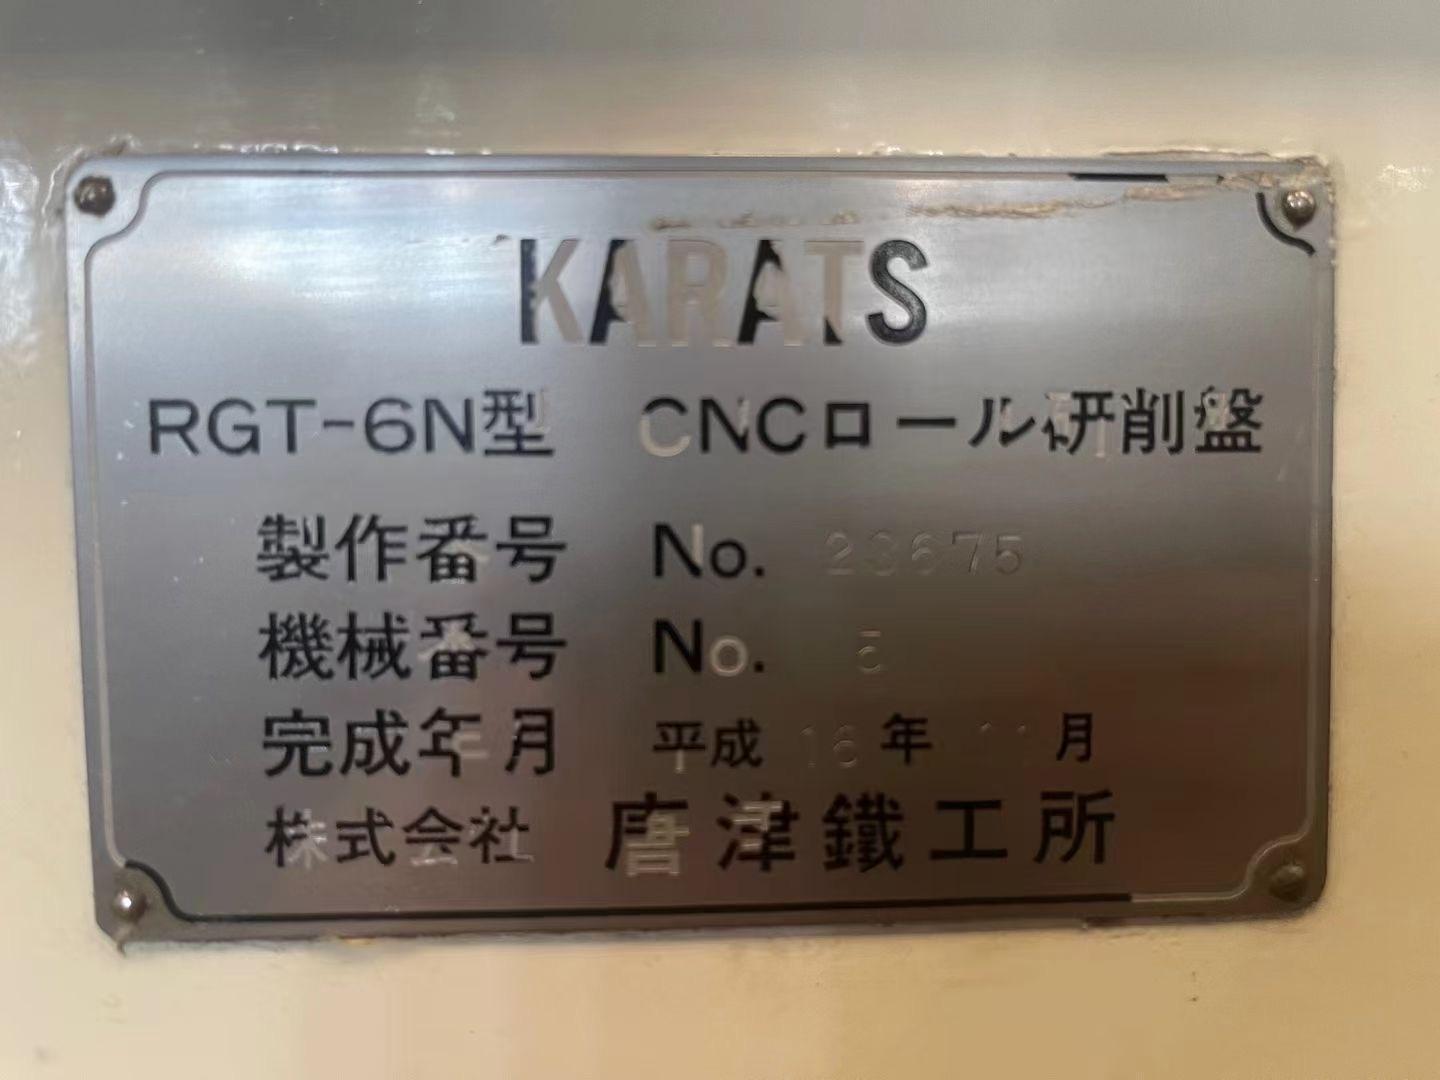 KARATS
RGT-6N型 CNCロール研削盤
製作番号 No. 23675
機械番号 No. 5
完成年月 平成 16 年 11 月
株式会社 唐津鐵工所